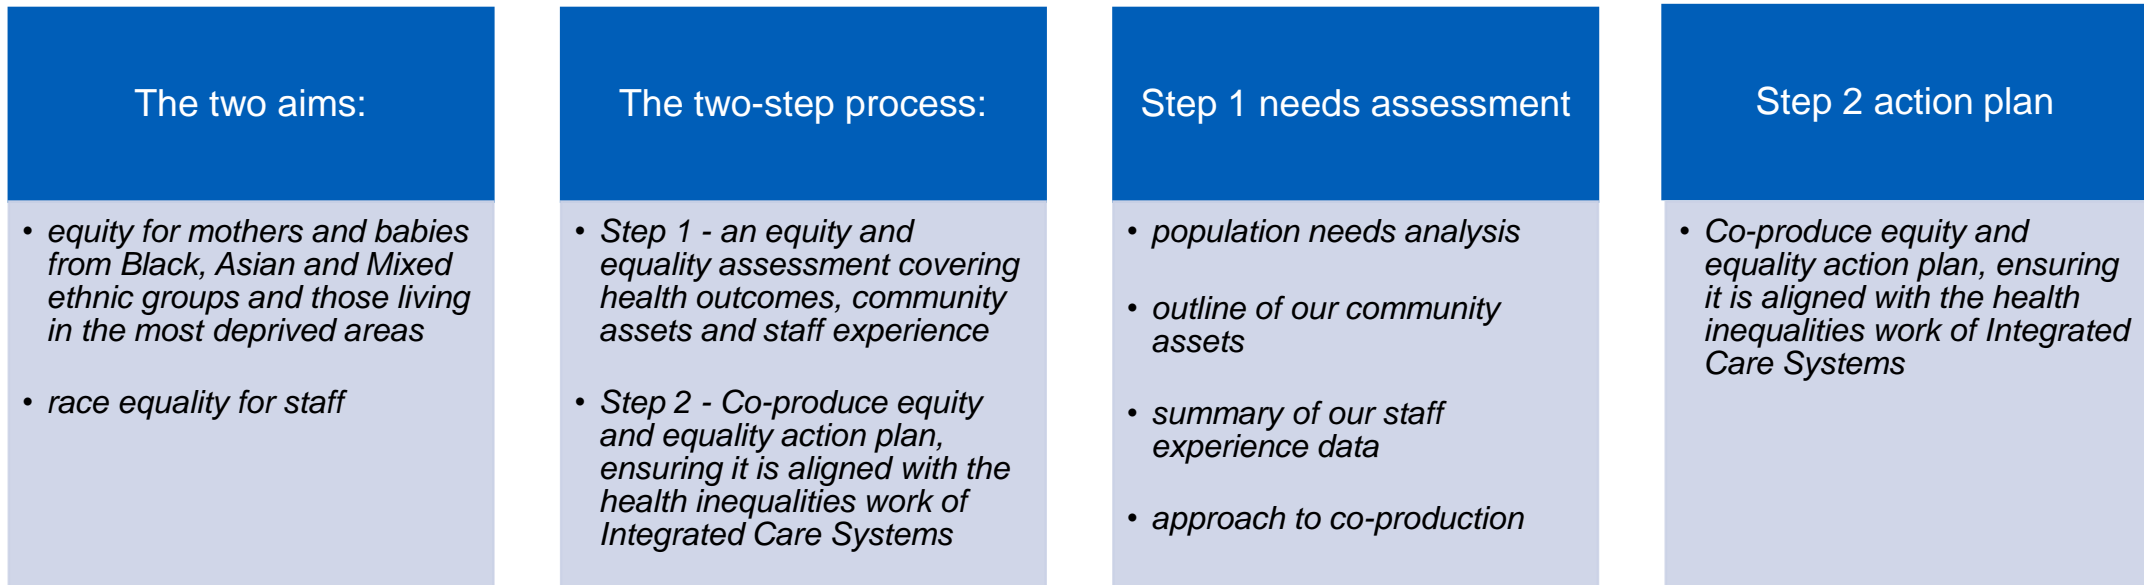 The two aims:
• equity for mothers and babies
from Black, Asian and Mixed
ethnic groups and those living
in the most deprived areas
• race equality for staff
The two-step process:
• Step 1 - an equity and
equality assessment covering
health outcomes, community
assets and staff experience
• Step 2 - Co-produce equity
and equality action plan,
ensuring it is aligned with the
health inequalities work of
Integrated Care Systems
Step 1 needs assessment
• population needs analysis
• outline of our community
assets
• summary of our staff
experience data
• approach to co-production
Step 2 action plan
• Co-produce equity and
equality action plan, ensuring
it is aligned with the health
inequalities work of Integrated
Care Systems